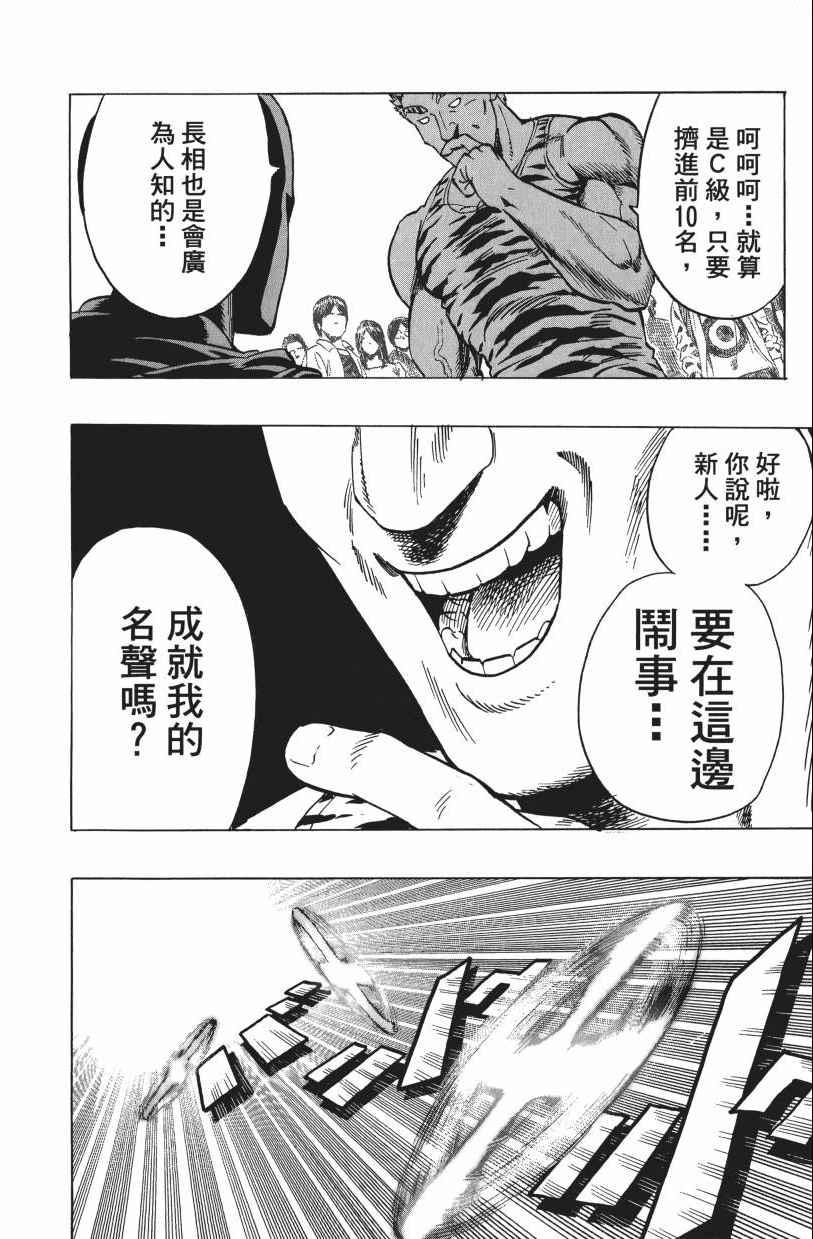 呵呵呵…就算
是C級，只要
擠進前10名，
長相也是會廣
為人知的…
好啦，
你說呢，
新人……
要在這邊
鬧事…
成就我的
名聲嗎？